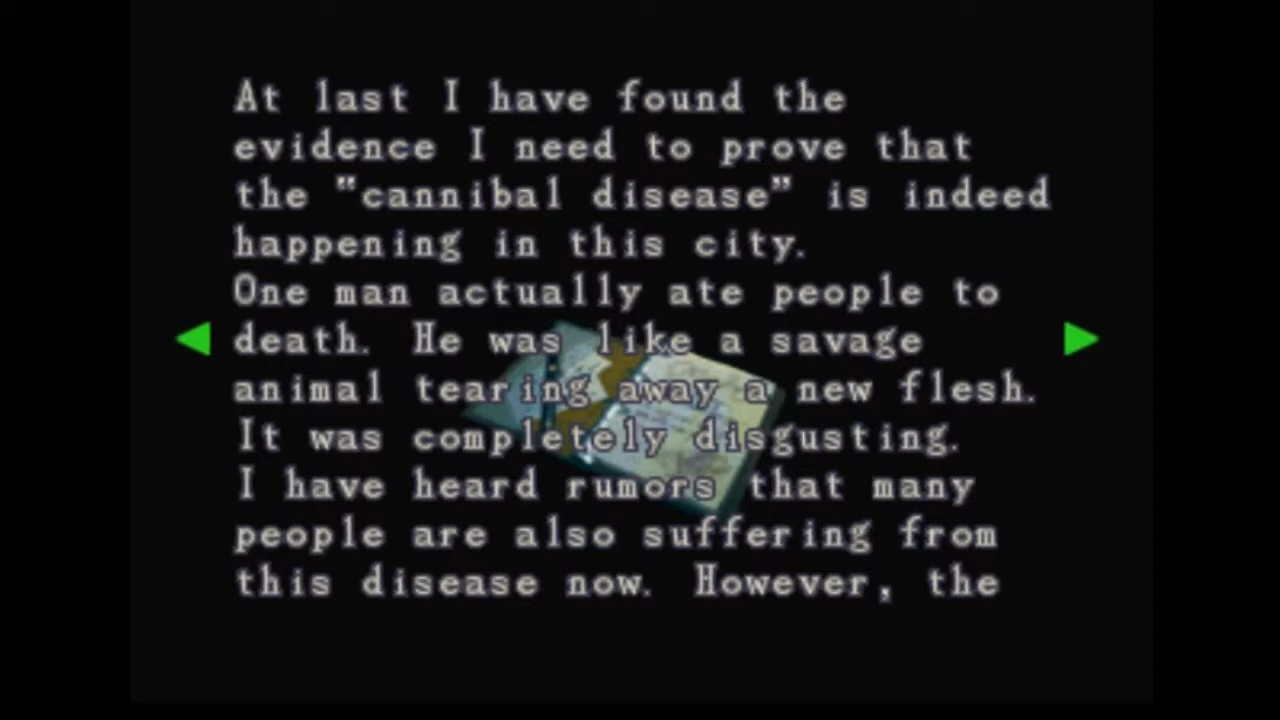 At last I have found the
evidence I need to prove that
the "cannibal disease" is indeed
happening in this city.
One man actually ate people to
death. He was like a savage
animal tearing away a new flesh.
It was completely disgusting.
I have heard rumors that many
people are also suffering from
this disease now. However, the